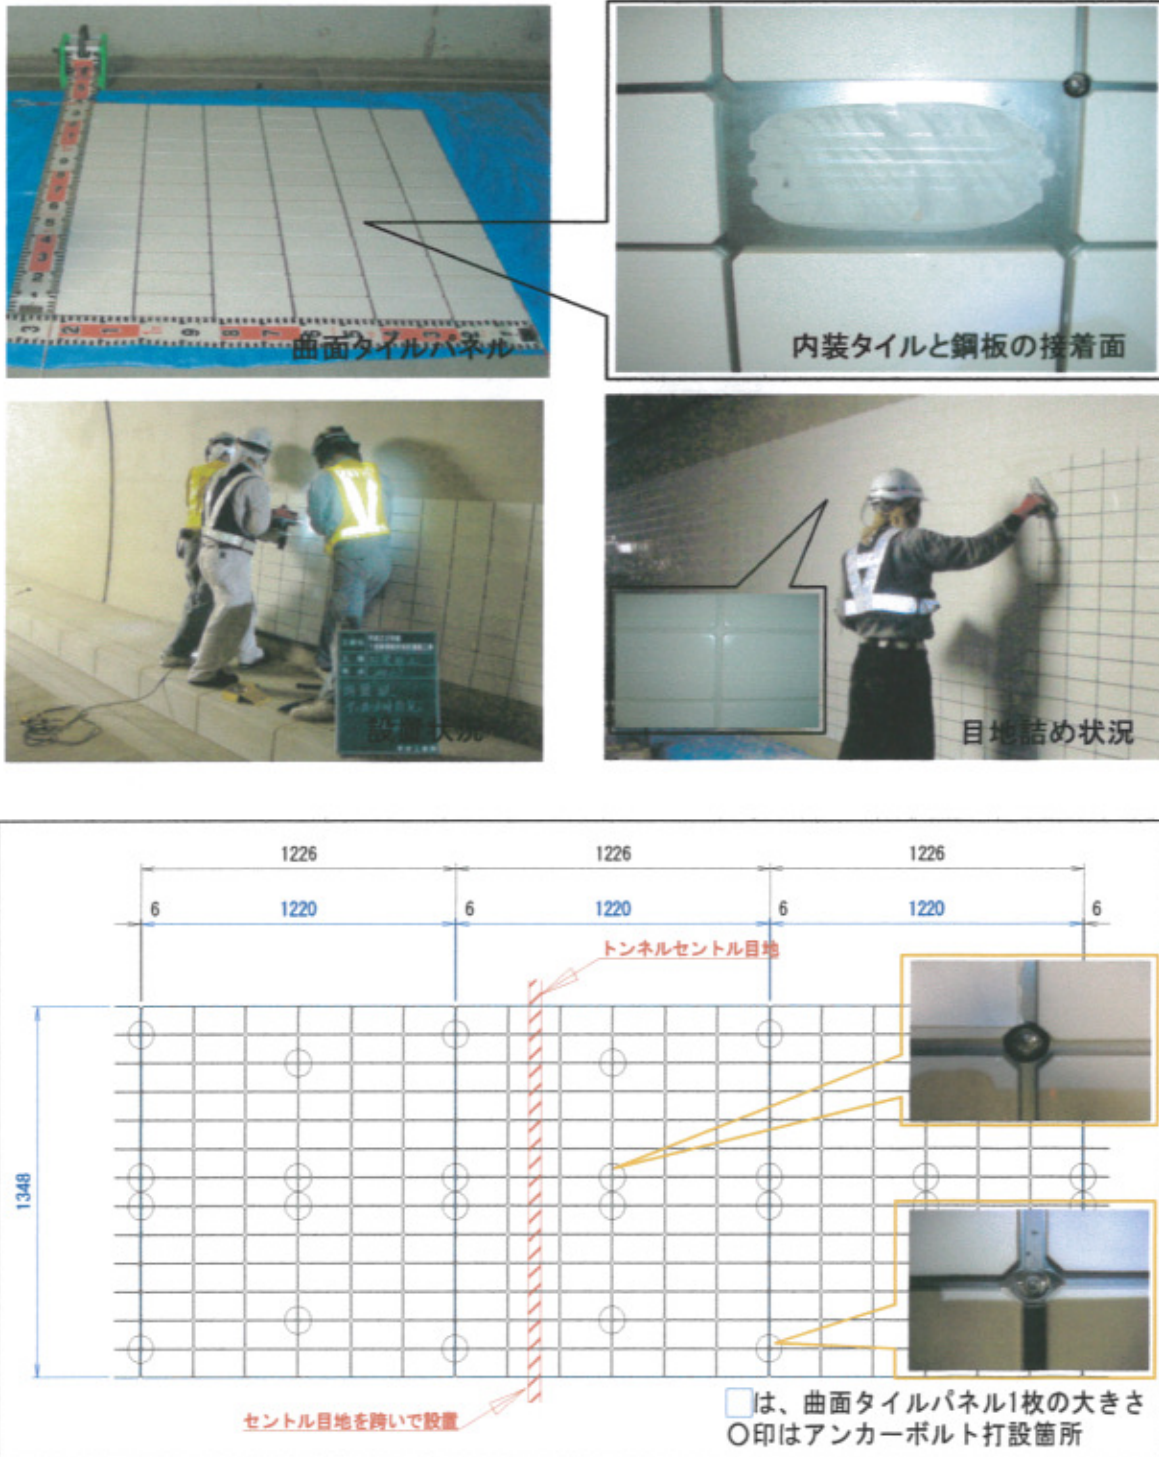 曲面タイルパネル
内装タイルと鋼板の接着面
設置状況
目地詰め状況
1226
1226
1226
6
1220
6
1220
6
1220
6
トンネルセントル目地
1348
セントル目地を跨いで設置
は、曲面タイルパネル1枚の大きさ
○印はアンカーボルト打設箇所